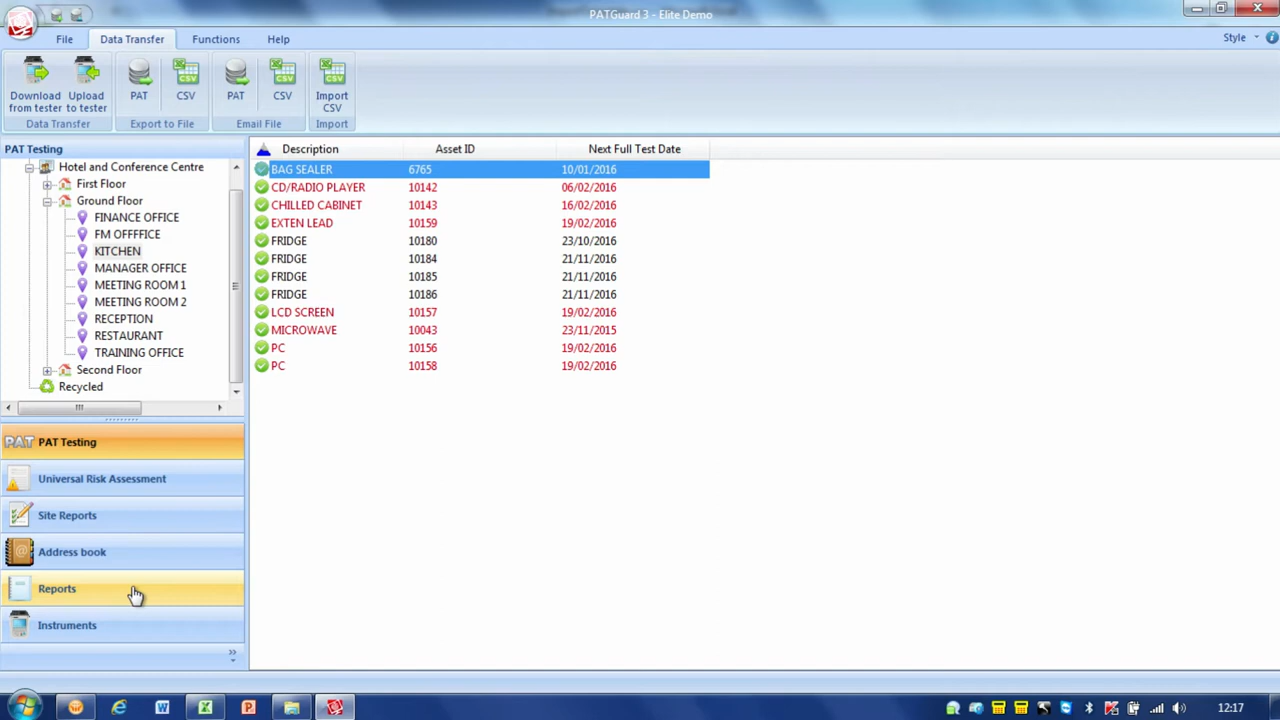 PATGuard 3 - Elite Demo
File Data Transfer Functions Help Style
Download from tester
Upload to tester
PAT
CSV
PAT
CSV
Import CSV
Data Transfer Export to File Email File Import
PAT Testing
Hotel and Conference Centre
First Floor
Ground Floor
FINANCE OFFICE
FM OFFFFICE
KITCHEN
MANAGER OFFICE
MEETING ROOM 1
MEETING ROOM 2
RECEPTION
RESTAURANT
TRAINING OFFICE
Second Floor
Recycled
PAT PAT Testing
Universal Risk Assessment
Site Reports
Address book
Reports
Instruments
Description Asset ID Next Full Test Date
BAG SEALER 6765 10/01/2016
CD/RADIO PLAYER 10142 06/02/2016
CHILLED CABINET 10143 16/02/2016
EXTEN LEAD 10159 19/02/2016
FRIDGE 10180 23/10/2016
FRIDGE 10184 21/11/2016
FRIDGE 10185 21/11/2016
FRIDGE 10186 21/11/2016
LCD SCREEN 10157 19/02/2016
MICROWAVE 10043 23/11/2015
PC 10156 19/02/2016
PC 10158 19/02/2016
12:17